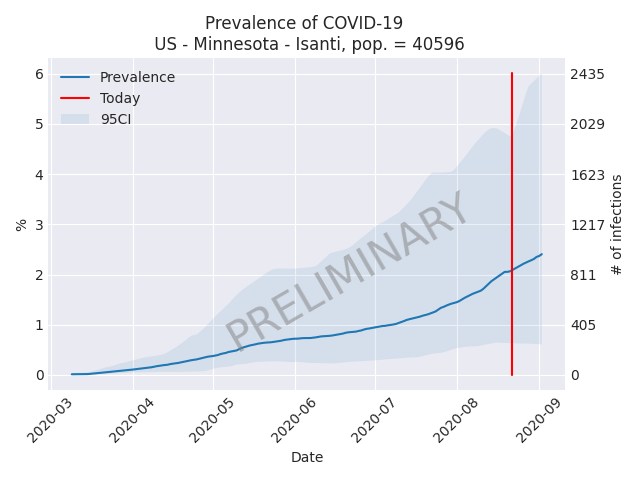 Prevalence of COVID-19
US - Minnesota - Isanti, pop. = 40596
Prevalence
Today
95CI
PRELIMINARY
6
5
4
3
2
1
0
%
2435
2029
1623
1217
811
405
0
# of infections
2020-03
2020-04
2020-05
2020-06
2020-07
2020-08
2020-09
Date